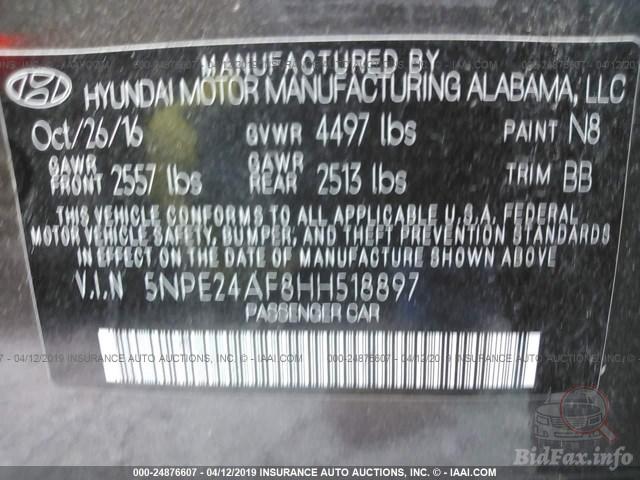 MANUFACTURED BY
HYUNDAI MOTOR MANUFACTURING ALABAMA, LLC
Oct/26/16 GVWR 4497 lbs PAINT N8
GAWR FRONT 2557 lbs GAWR REAR 2513 lbs TRIM BB
THIS VEHICLE CONFORMS TO ALL APPLICABLE U.S.A. FEDERAL
MOTOR VEHICLE SAFETY, BUMPER, AND THEFT PREVENTION STANDARDS
IN EFFECT ON THE DATE OF MANUFACTURE SHOWN ABOVE.
V.I.N 5NPE24AF8HH518897
PASSENGER CAR
000-24876607 - 04/12/2019 INSURANCE AUTO AUCTIONS, INC. © - IAAI.COM
BidFax.info